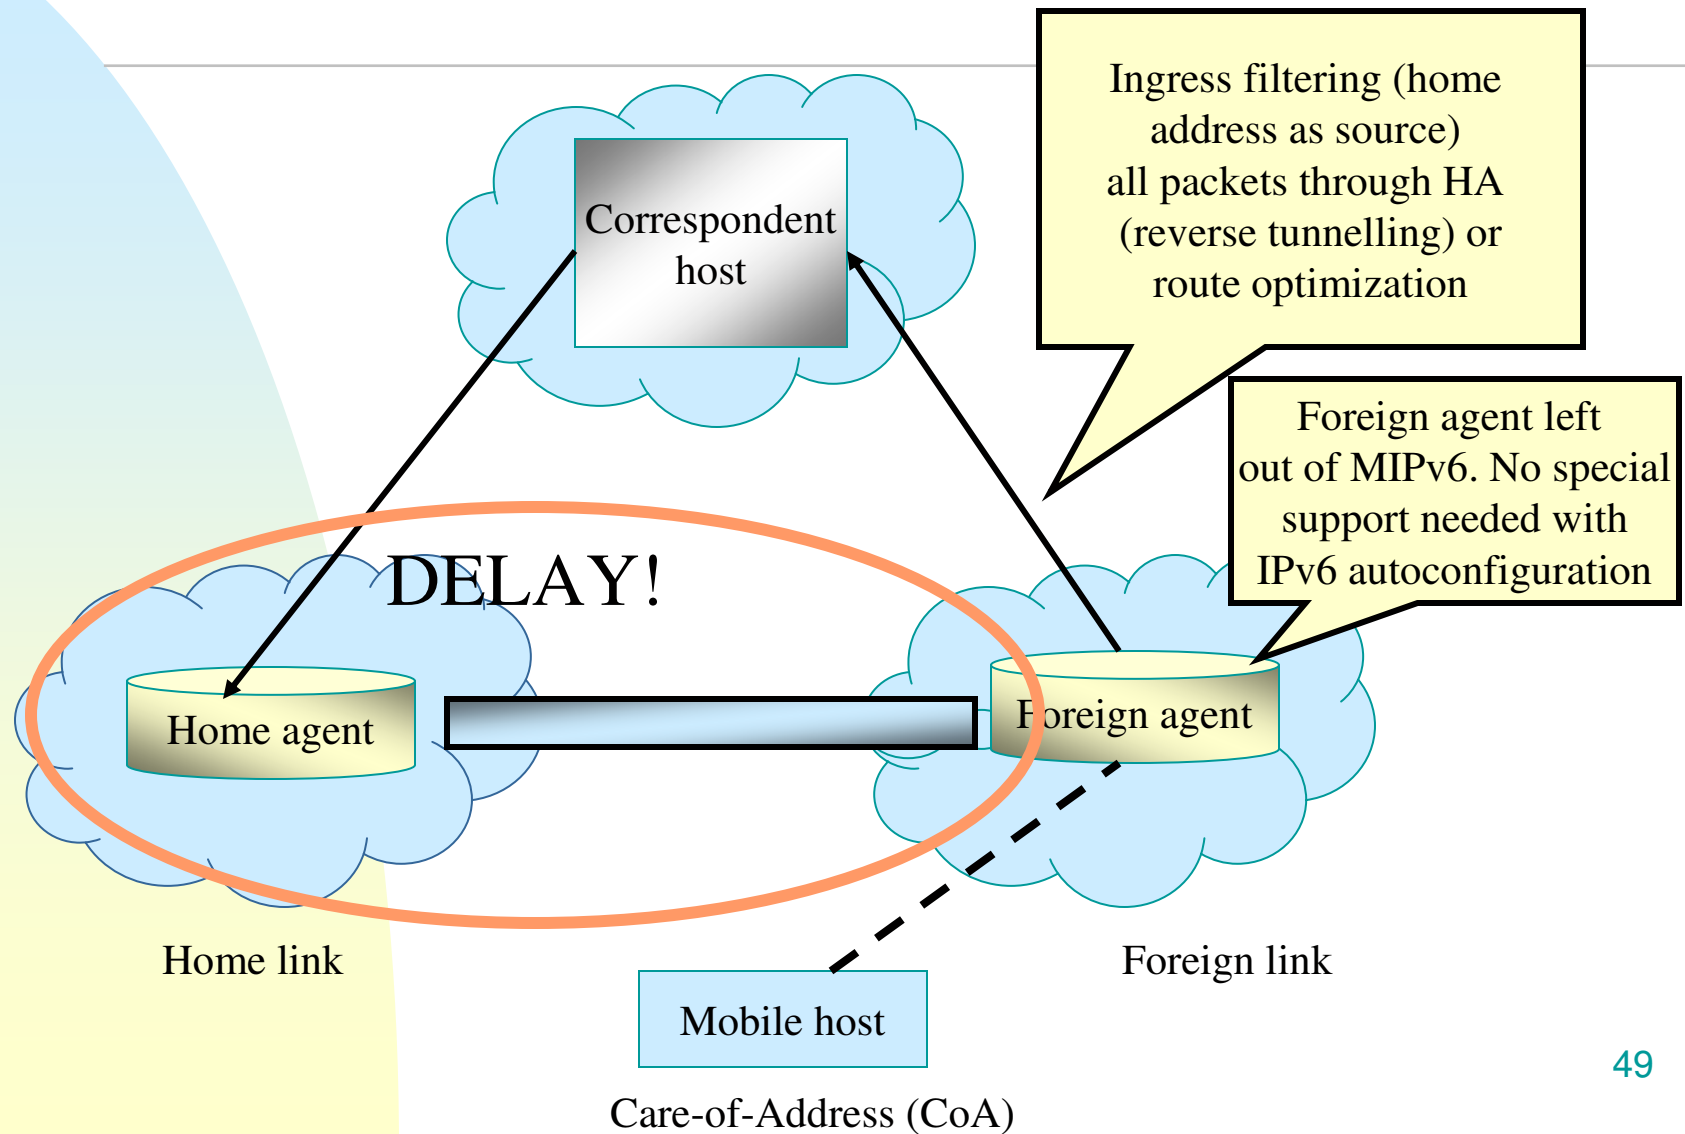 Ingress filtering (home
address as source)
all packets through HA
(reverse tunnelling) or
route optimization
Correspondent
host
Foreign agent left
out of MIPv6. No special
support needed with
IPv6 autoconfiguration
DELAY!
Home agent
Foreign agent
Home link
Foreign link
Mobile host
49
Care-of-Address (CoA)